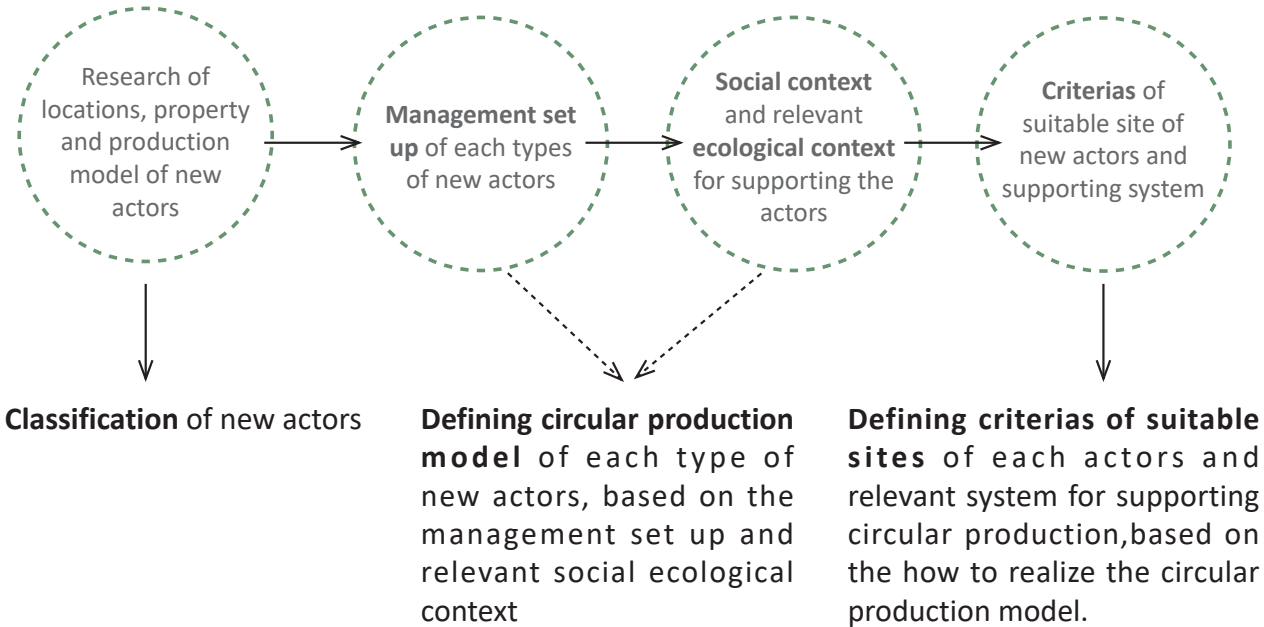 Research of
locations, property
and production
model of new
actors
Management set
up of each types
of new actors
Social context
and relevant
ecological context
for supporting the
actors
Criterias of
suitable site of
new actors and
supporting system
Classification of new actors
Defining circular production
model of each type of
new actors, based on the
management set up and
relevant social ecological
context
Defining criterias of suitable
sites of each actors and
relevant system for supporting
circular production,based on
the how to realize the circular
production model.